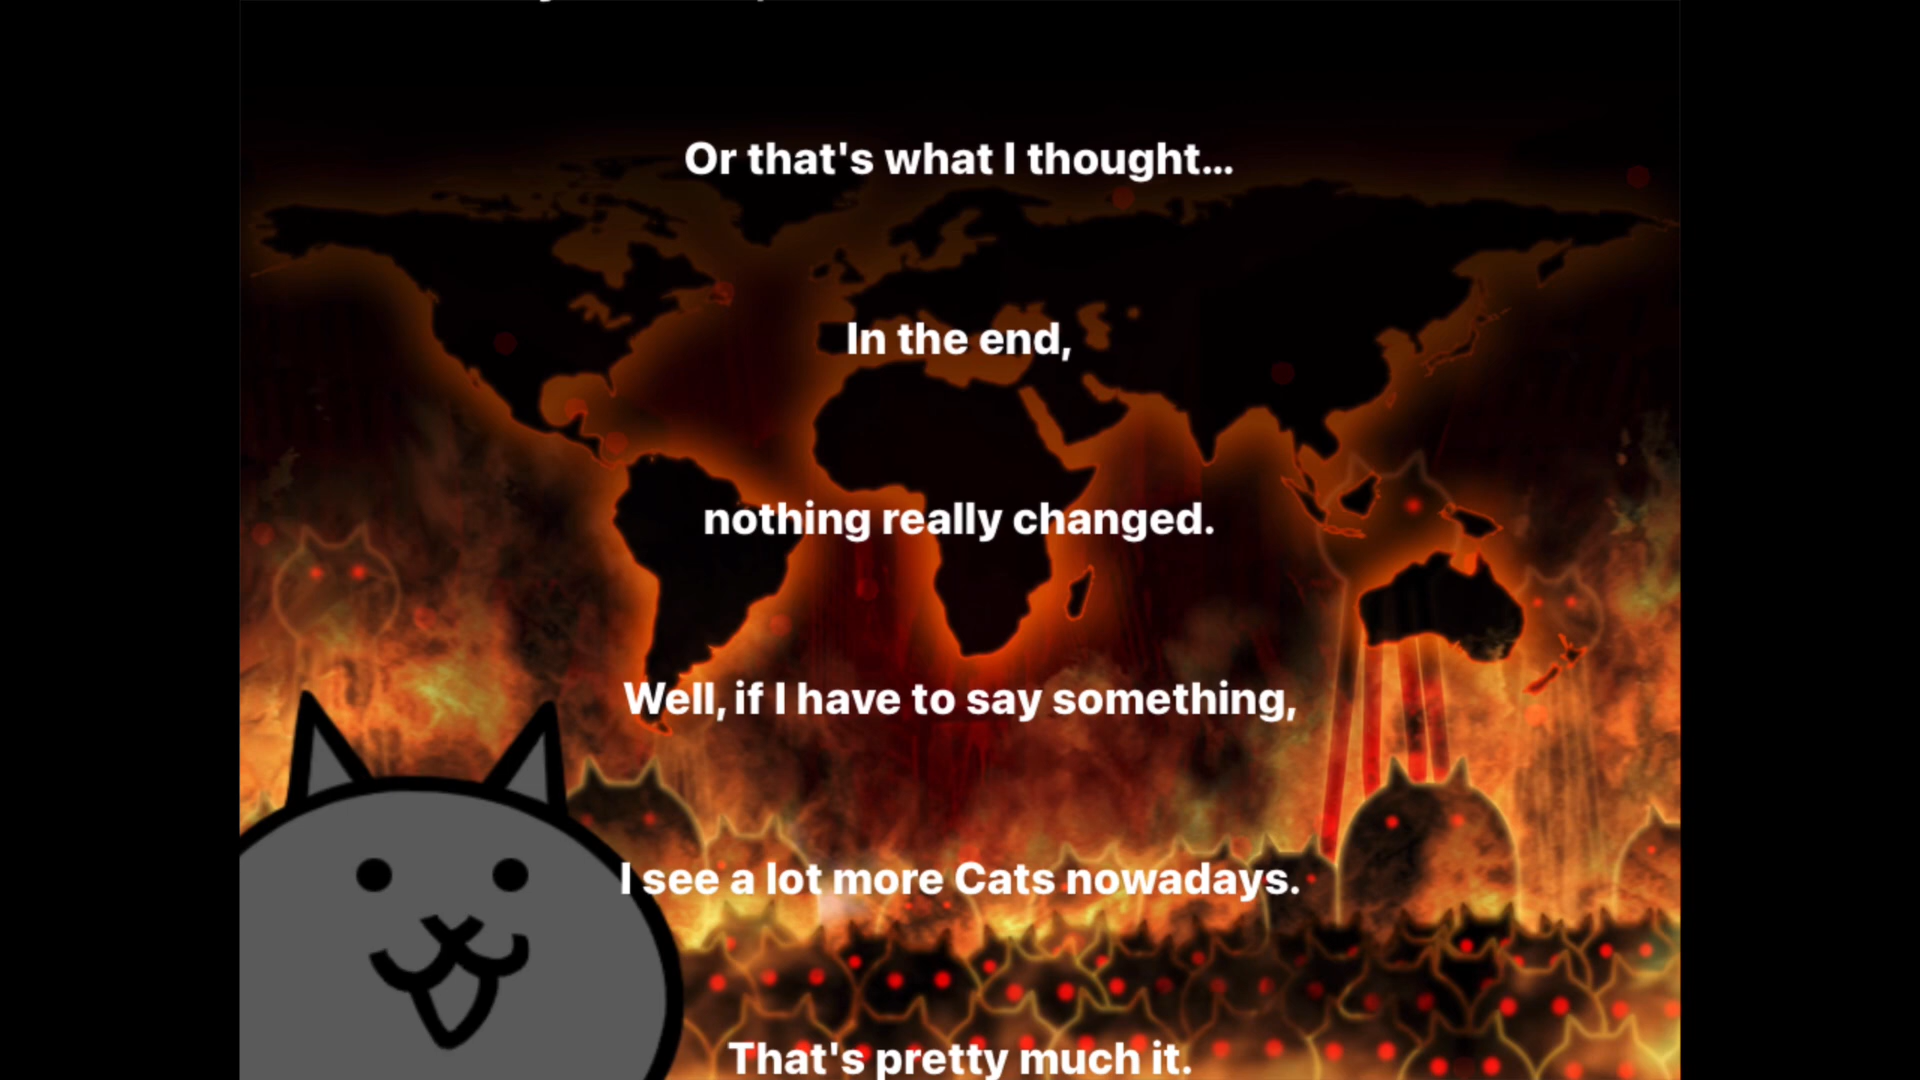 Or that's what I thought...
In the end,
nothing really changed.
Well, if I have to say something,
I see a lot more Cats nowadays.
That's pretty much it.